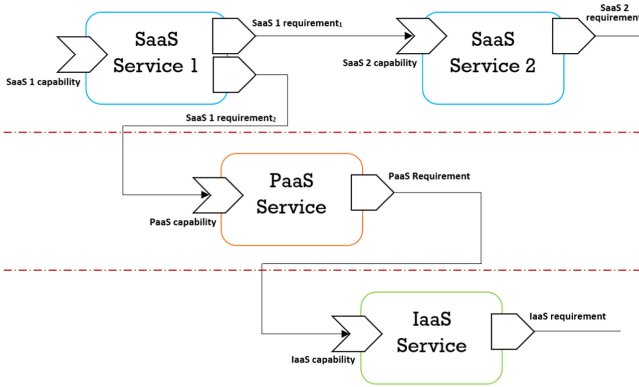 SaaS 2
requirement
SaaS 1 requirement₁
SaaS
Service 1
SaaS
Service 2
SaaS 1 capability
SaaS 2 capability
SaaS 1 requirement₂
PaaS
Service
PaaS Requirement
PaaS capability
IaaS
Service
IaaS requirement
IaaS capability